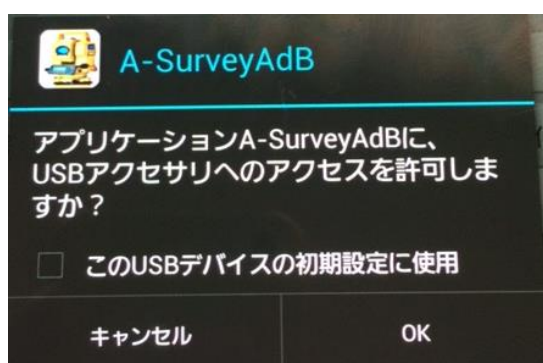 A-SurveyAdB
アプリケーションA-SurveyAdBに、
USBアクセサリへのアクセスを許可しま
すか？
このUSBデバイスの初期設定に使用
キャンセル
OK